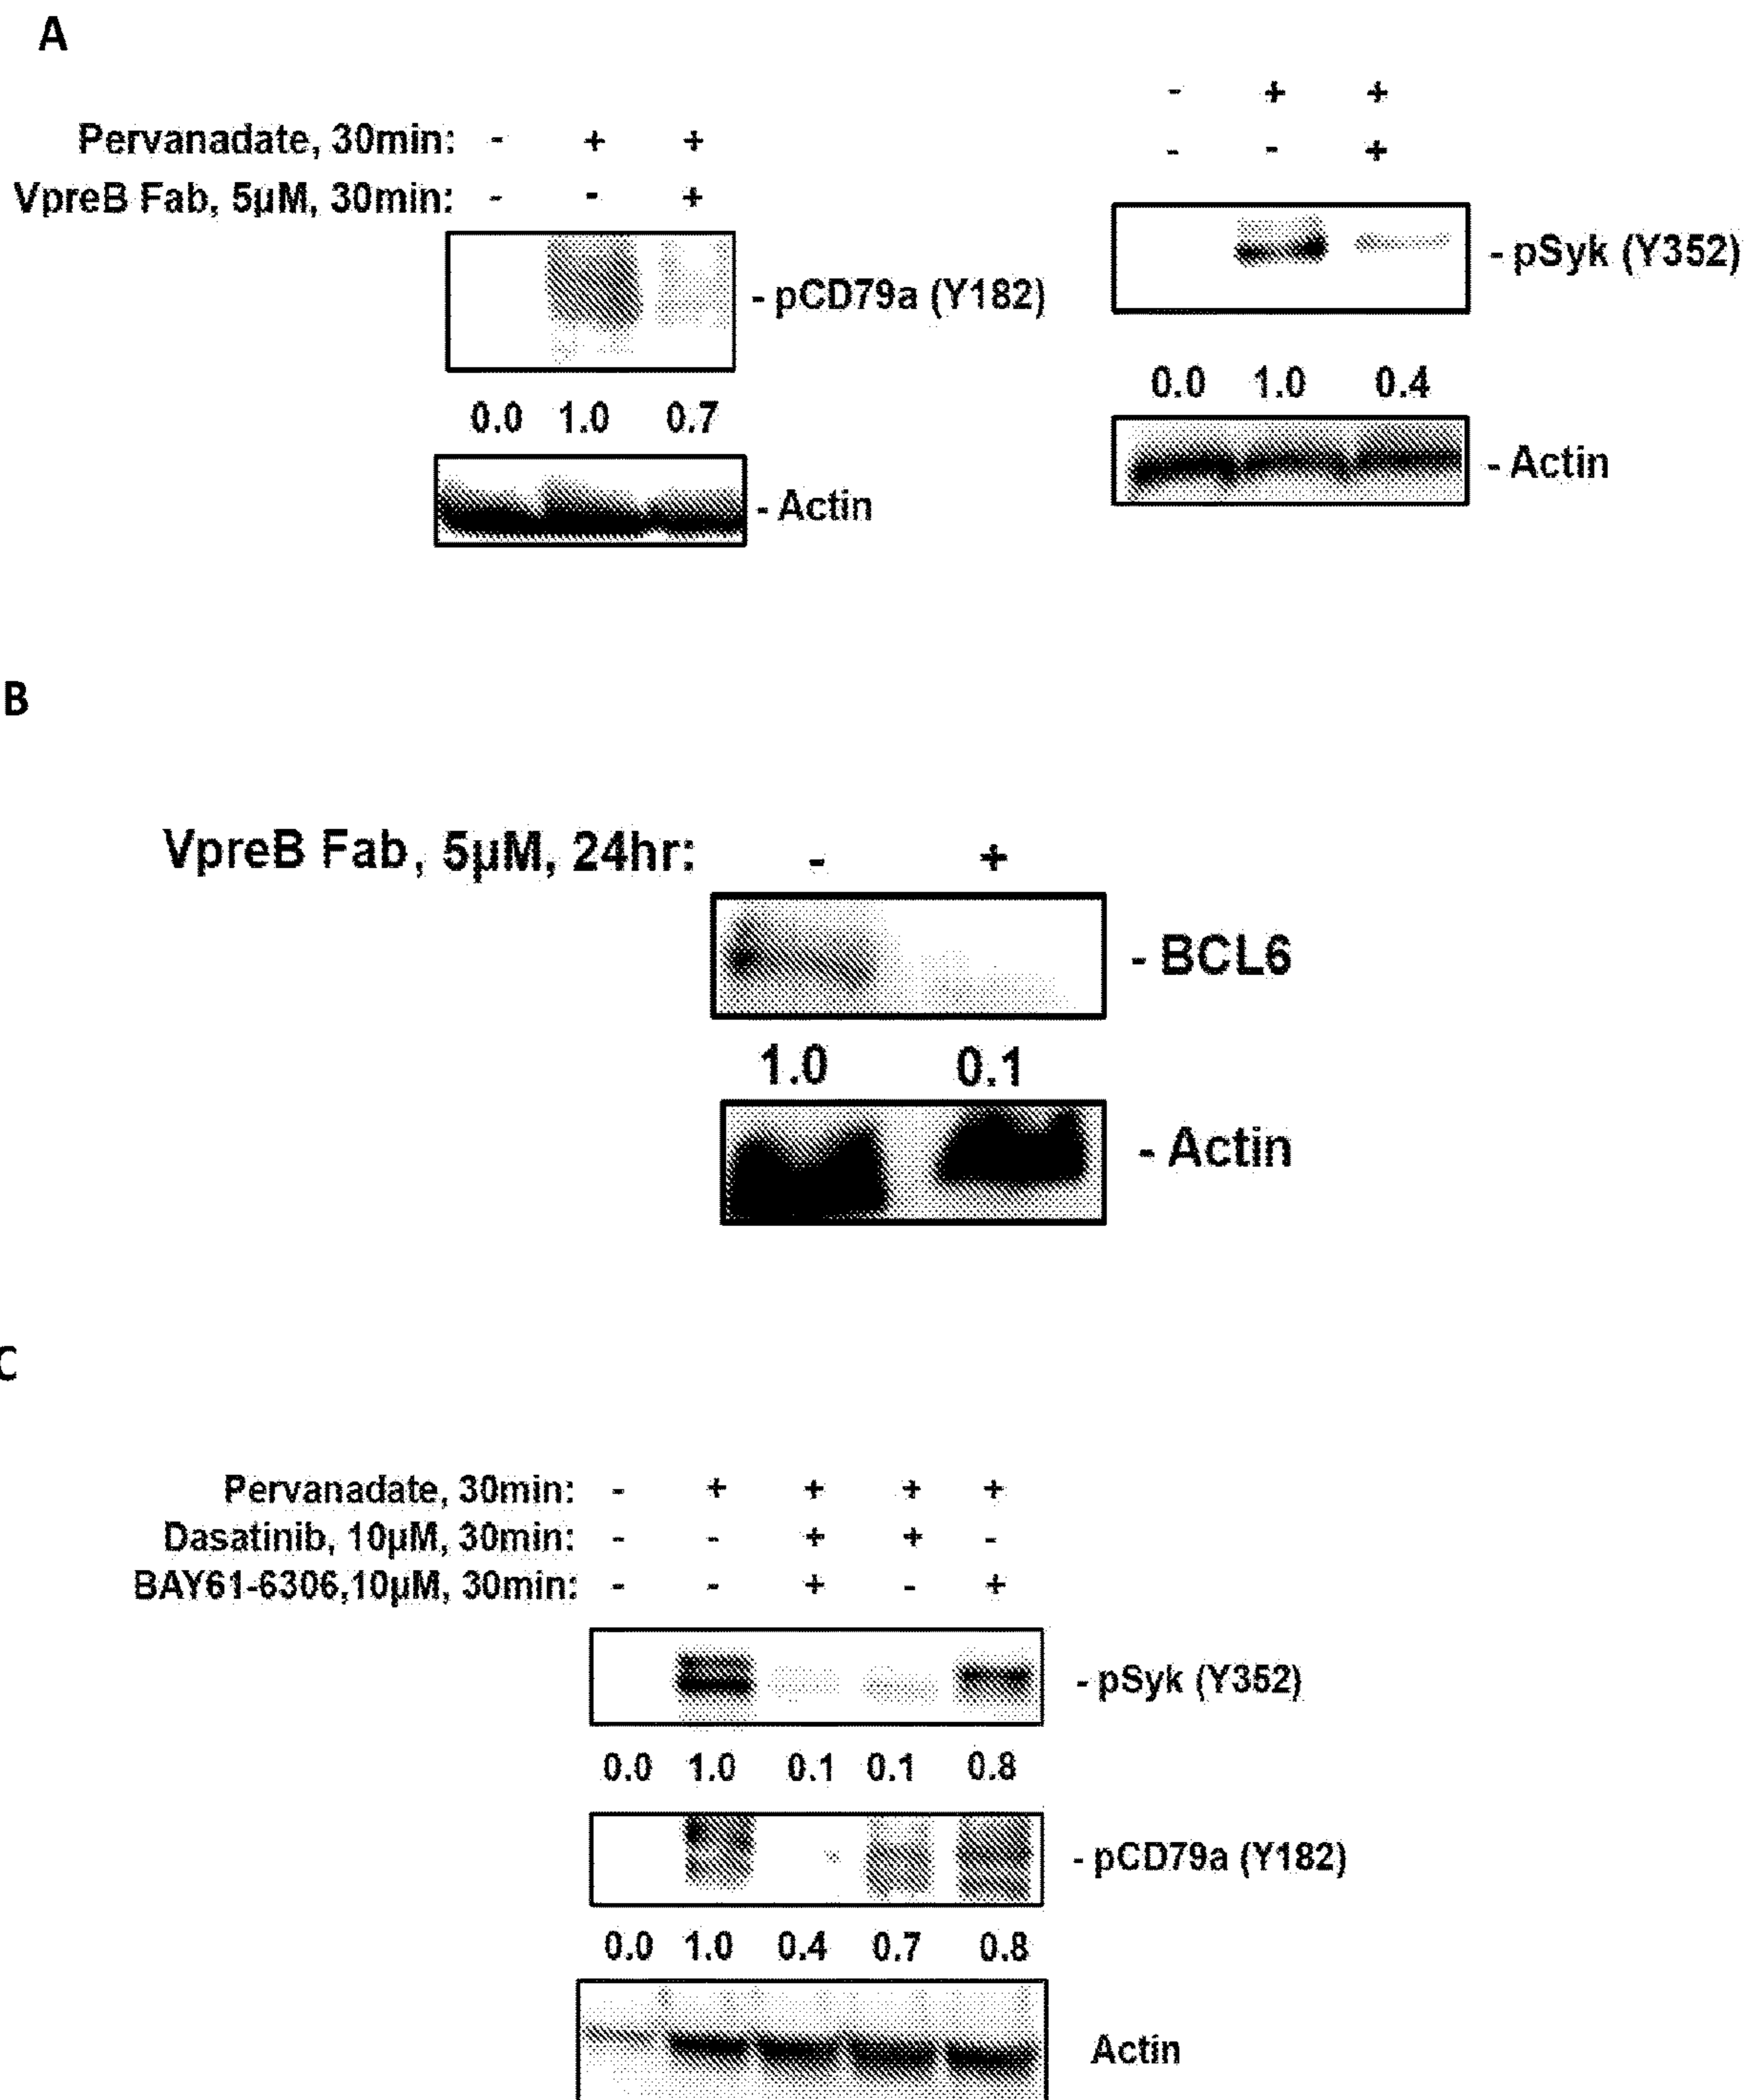 A
Pervanadate, 30min: - + +
VpreB Fab, 5µM, 30min: - - +
- pCD79a (Y182)
0.0 1.0 0.7
- Actin
- + +
- - +
- pSyk (Y352)
0.0 1.0 0.4
- Actin
B
VpreB Fab, 5µM, 24hr: - +
- BCL6
1.0 0.1
- Actin
C
Pervanadate, 30min: - + + + +
Dasatinib, 10µM, 30min: - - + + -
BAY61-6306,10µM, 30min: - - + - +
- pSyk (Y352)
0.0 1.0 0.1 0.1 0.8
- pCD79a (Y182)
0.0 1.0 0.4 0.7 0.8
Actin